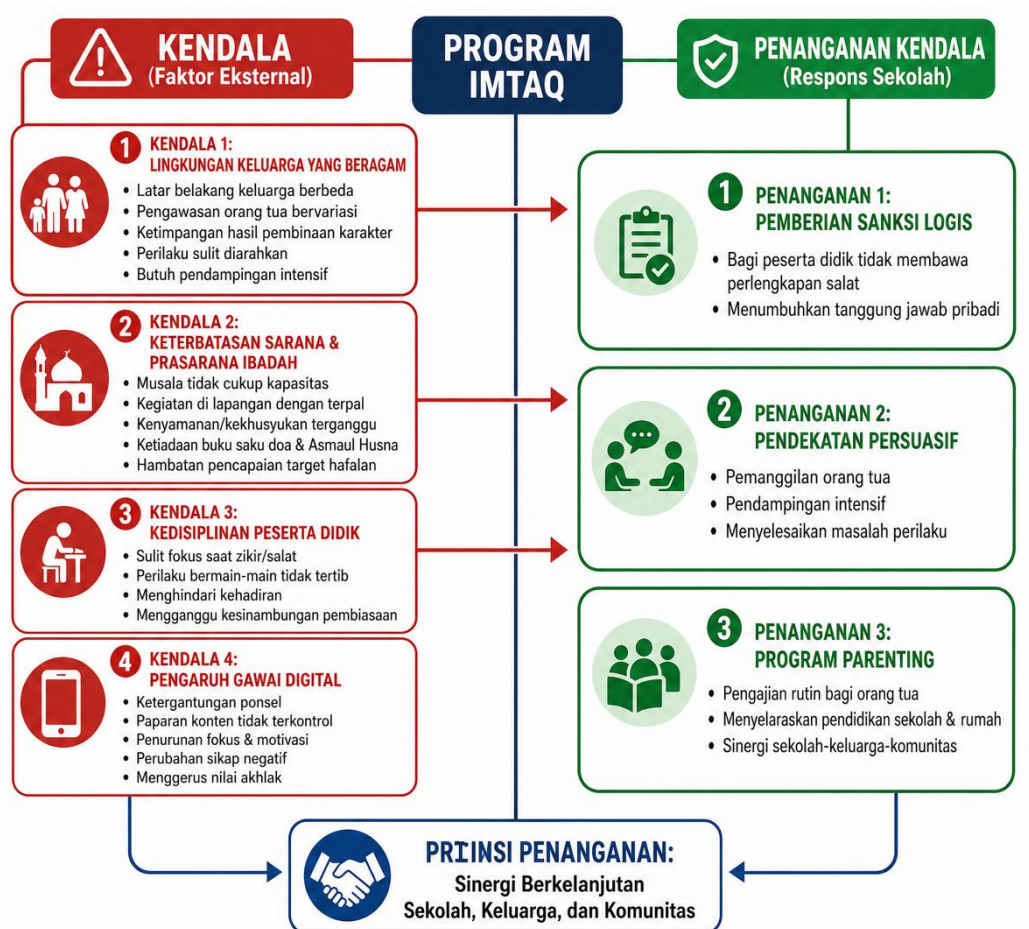 KENDALA
(Faktor Eksternal)
PROGRAM
IMTAQ
PENANGANAN KENDALA
(Respons Sekolah)
1 KENDALA 1:
LINGKUNGAN KELUARGA YANG BERAGAM
• Latar belakang keluarga berbeda
• Pengawasan orang tua bervariasi
• Ketimpangan hasil pembinaan karakter
• Perilaku sulit diarahkan
• Butuh pendampingan intensif
2 KENDALA 2:
KETERBATASAN SARANA &
PRASARANA IBADAH
• Musala tidak cukup kapasitas
• Kegiatan di lapangan dengan terpal
• Kenyamanan/kekhusyukan terganggu
• Ketiadaan buku saku doa & Asmaul Husna
• Hambatan pencapaian target hafalan
3 KENDALA 3:
KEDISIPLINAN PESERTA DIDIK
• Sulit fokus saat zikir/salat
• Perilaku bermain-main tidak tertib
• Menghindari kehadiran
• Mengganggu kesinambungan pembiasaan
4 KENDALA 4:
PENGARUH GAWAI DIGITAL
• Ketergantungan ponsel
• Paparan konten tidak terkontrol
• Penurunan fokus & motivasi
• Perubahan sikap negatif
• Menggerus nilai akhlak
1 PENANGANAN 1:
PEMBERIAN SANKSI LOGIS
• Bagi peserta didik tidak membawa
perlengkapan salat
• Menumbuhkan tanggung jawab pribadi
2 PENANGANAN 2:
PENDEKATAN PERSUASIF
• Pemanggilan orang tua
• Pendampingan intensif
• Menyelesaikan masalah perilaku
3 PENANGANAN 3:
PROGRAM PARENTING
• Pengajian rutin bagi orang tua
• Menyelaraskan pendidikan sekolah & rumah
• Sinergi sekolah-keluarga-komunitas
PENANGANAN:
Sinergi Berkelanjutan
Sekolah, Keluarga, dan Komunitas